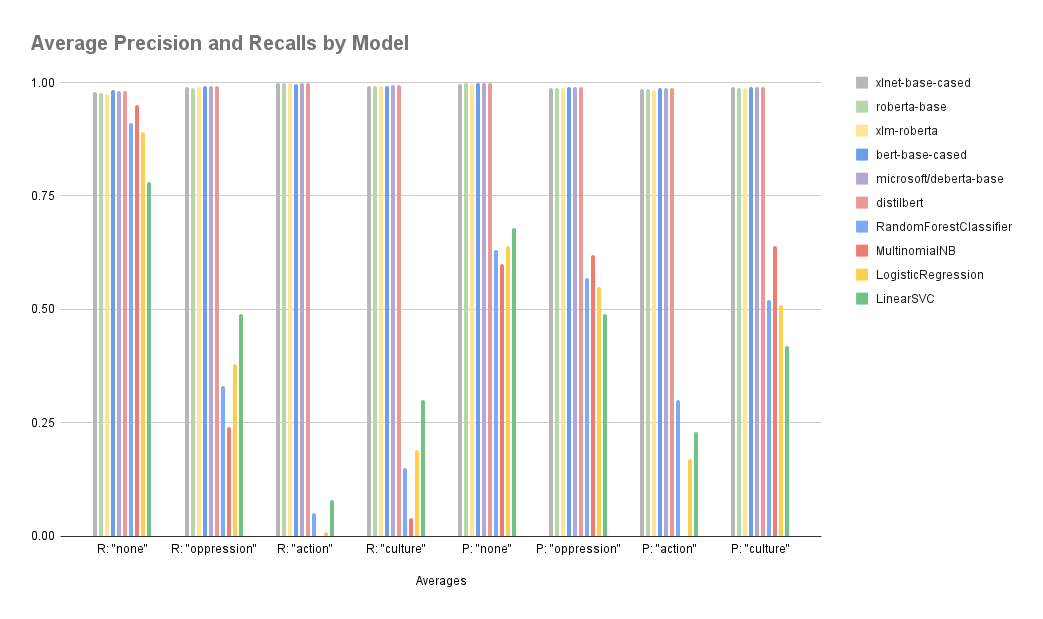 Average Precision and Recalls by Model
1.00
0.75
0.50
0.25
0.00
R: "none"
R: "oppression"
R: "action"
R: "culture"
P: "none"
P: "oppression"
P: "action"
P: "culture"
Averages
xlnet-base-cased
roberta-base
xlm-roberta
bert-base-cased
microsoft/deberta-base
distilbert
RandomForestClassifier
MultinomialNB
LogisticRegression
LinearSVC